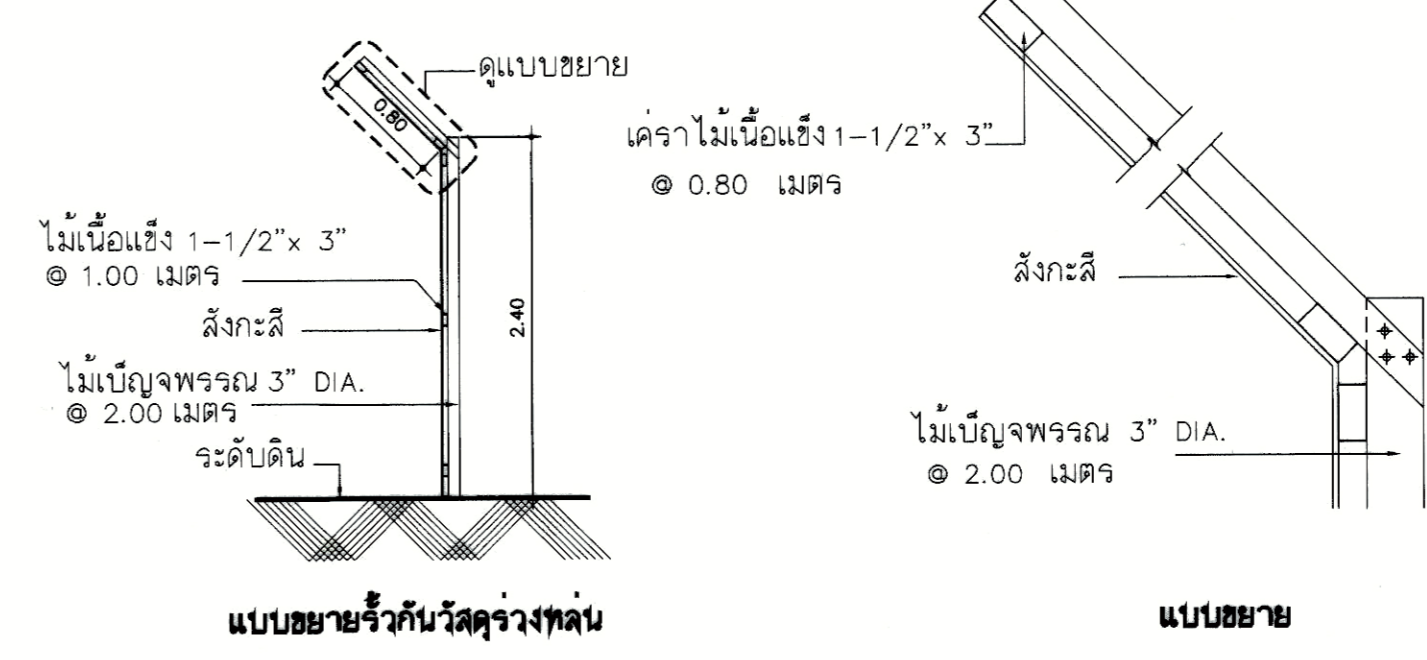 ดูแบบขยาย
0.80
ไม้เนื้อแข็ง 1-1/2"x 3"
@ 1.00 เมตร
สังกะสี
2.40
ไม้เบ็ญจพรรณ 3" DIA.
@ 2.00 เมตร
ระดับดิน
แบบขยายรั้วกันวัสดุร่วงหล่น
เคร่าไม้เนื้อแข็ง 1-1/2"x 3"
@ 0.80 เมตร
สังกะสี
ไม้เบ็ญจพรรณ 3" DIA.
@ 2.00 เมตร
แบบขยาย